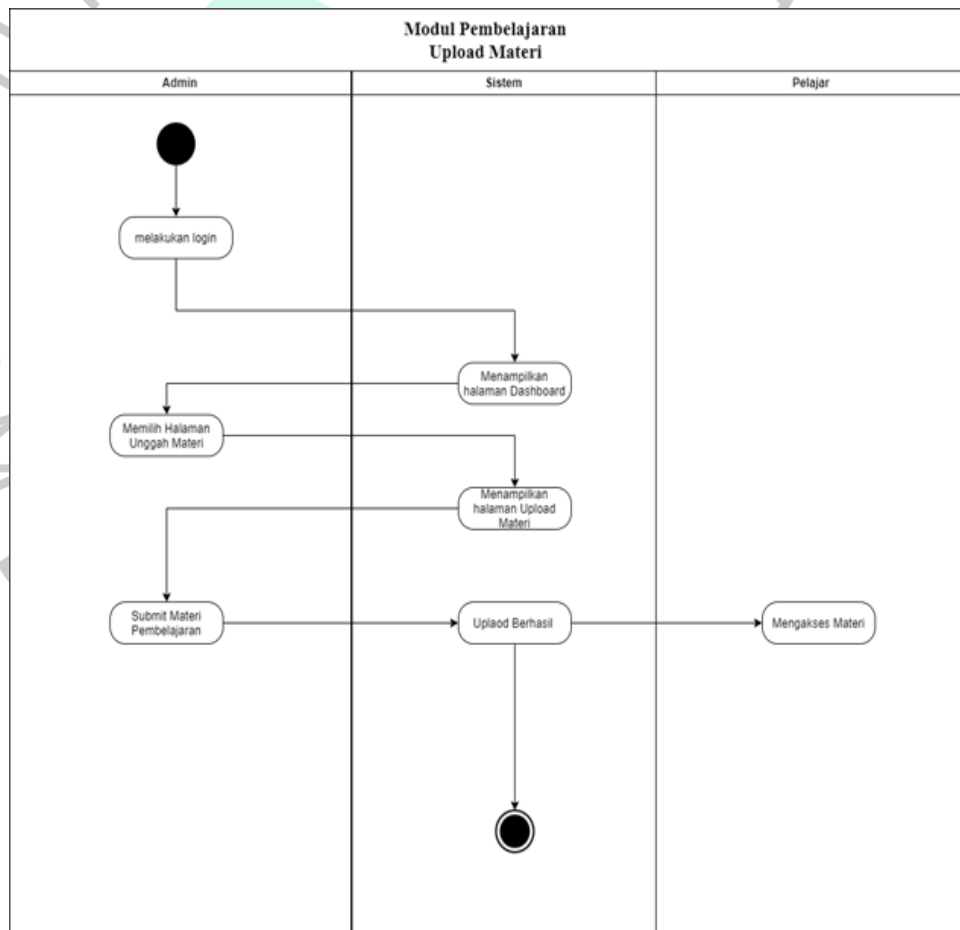 Modul Pembelajaran
Upload Materi
Admin
Sistem
Pelajar
melakukan login
Menampilkan
halaman Dashboard
Memilih Halaman
Unggah Materi
Menampilkan
halaman Upload
Materi
Submit Materi
Pembelajaran
Uplaod Berhasil
Mengakses Materi